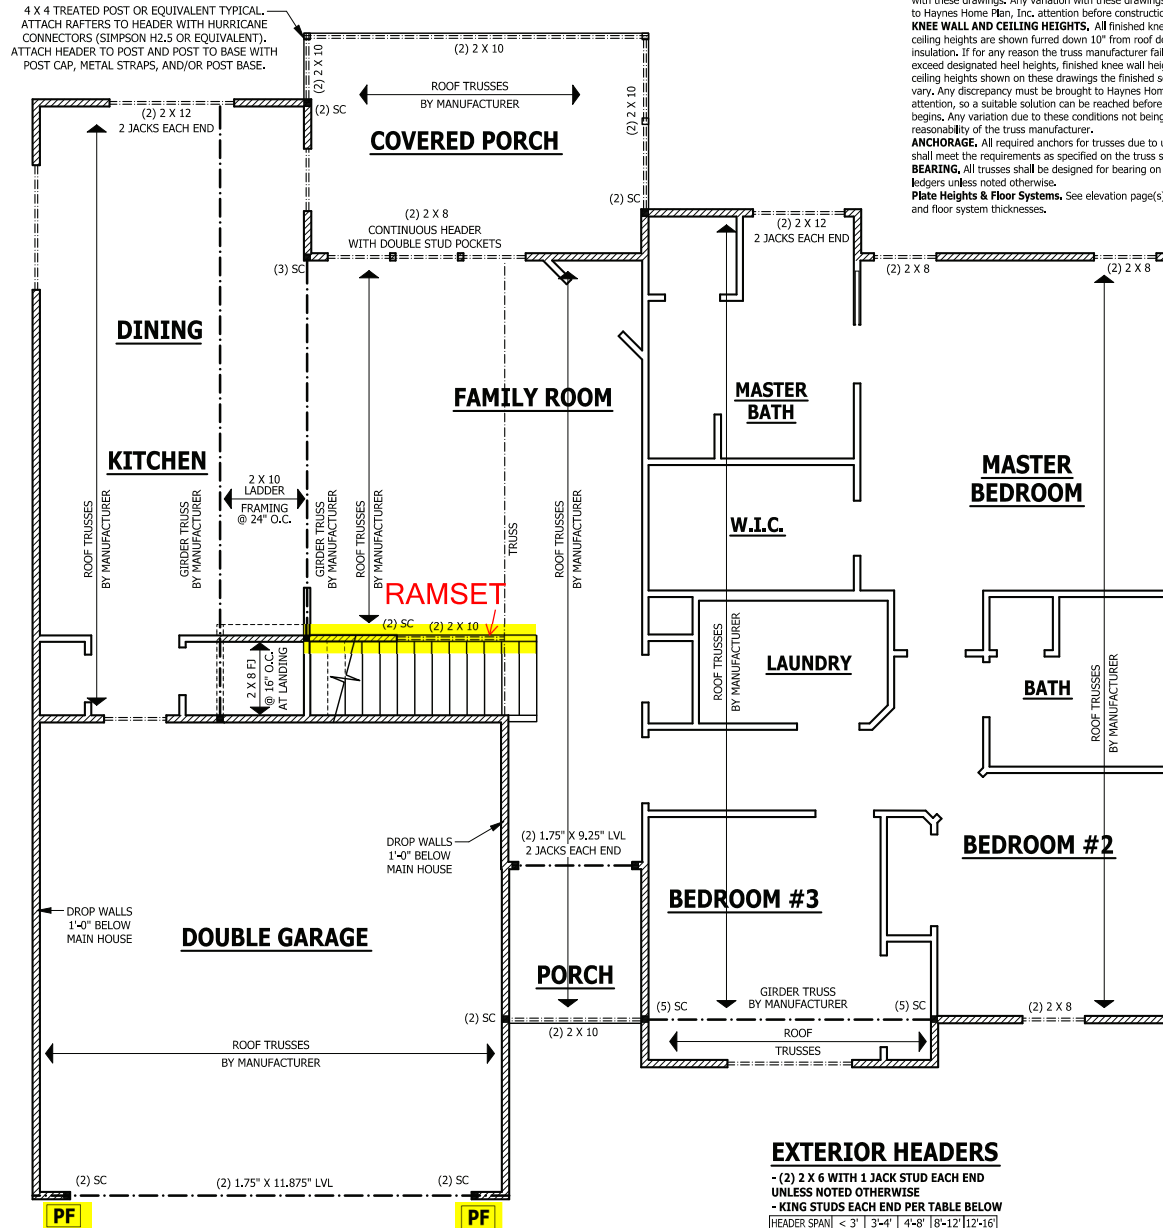 4 X 4 TREATED POST OR EQUIVALENT TYPICAL.
ATTACH RAFTERS TO HEADER WITH HURRICANE
CONNECTORS (SIMPSON H2.5 OR EQUIVALENT).
ATTACH HEADER TO POST AND POST TO BASE WITH
POST CAP, METAL STRAPS, AND/OR POST BASE.
with these drawings. Any variation with these drawings
to Haynes Home Plan, Inc. attention before constructio
KNEE WALL AND CEILING HEIGHTS. All finished kne
ceiling heights are shown furred down 10" from roof de
insulation. If for any reason the truss manufacturer fail
exceed designated heel heights, finished knee wall heig
ceiling heights shown on these drawings the finished s
vary. Any discrepancy must be brought to Haynes Hom
attention, so a suitable solution can be reached before
begins. Any variation due to these conditions not being
reasonability of the truss manufacturer.
ANCHORAGE. All required anchors for trusses due to u
shall meet the requirements as specified on the truss s
BEARING. All trusses shall be designed for bearing on
ledgers unless noted otherwise.
Plate Heights & Floor Systems. See elevation page(s)
and floor system thicknesses.
(2) 2 X 10
(2) 2 X 10
ROOF TRUSSES
BY MANUFACTURER
(2) 2 X 10
(2) SC
(2) 2 X 12
2 JACKS EACH END
COVERED PORCH
(2) SC
(2) 2 X 8
CONTINUOUS HEADER
WITH DOUBLE STUD POCKETS
(2) 2 X 12
2 JACKS EACH END
(3) SC
(2) 2 X 8
(2) 2 X 8
DINING
FAMILY ROOM
MASTER
BATH
KITCHEN
MASTER
BEDROOM
2 X 10
LADDER
FRAMING
@ 24" O.C.
ROOF TRUSSES
BY MANUFACTURER
GIRDER TRUSS
BY MANUFACTURER
GIRDER TRUSS
BY MANUFACTURER
ROOF TRUSSES
BY MANUFACTURER
TRUSS
ROOF TRUSSES
BY MANUFACTURER
W.I.C.
RAMSET
(2) SC
(2) 2 X 10
2 X 8 FJ
@ 16" O.C.
AT LANDING
ROOF TRUSSES
BY MANUFACTURER
LAUNDRY
BATH
ROOF TRUSSES
BY MANUFACTURER
DROP WALLS
1'-0" BELOW
MAIN HOUSE
(2) 1.75" X 9.25" LVL
2 JACKS EACH END
BEDROOM #2
BEDROOM #3
DROP WALLS
1'-0" BELOW
MAIN HOUSE
DOUBLE GARAGE
PORCH
GIRDER TRUSS
BY MANUFACTURER
(5) SC
(5) SC
(2) SC
(2) 2 X 10
(2) 2 X 8
ROOF
TRUSSES
ROOF TRUSSES
BY MANUFACTURER
(2) SC
(2) 1.75" X 11.875" LVL
(2) SC
PF
PF
EXTERIOR HEADERS
- (2) 2 X 6 WITH 1 JACK STUD EACH END
UNLESS NOTED OTHERWISE
- KING STUDS EACH END PER TABLE BELOW
HEADER SPAN < 3' 3'-4' 4'-8' 8'-12' 12'-16'